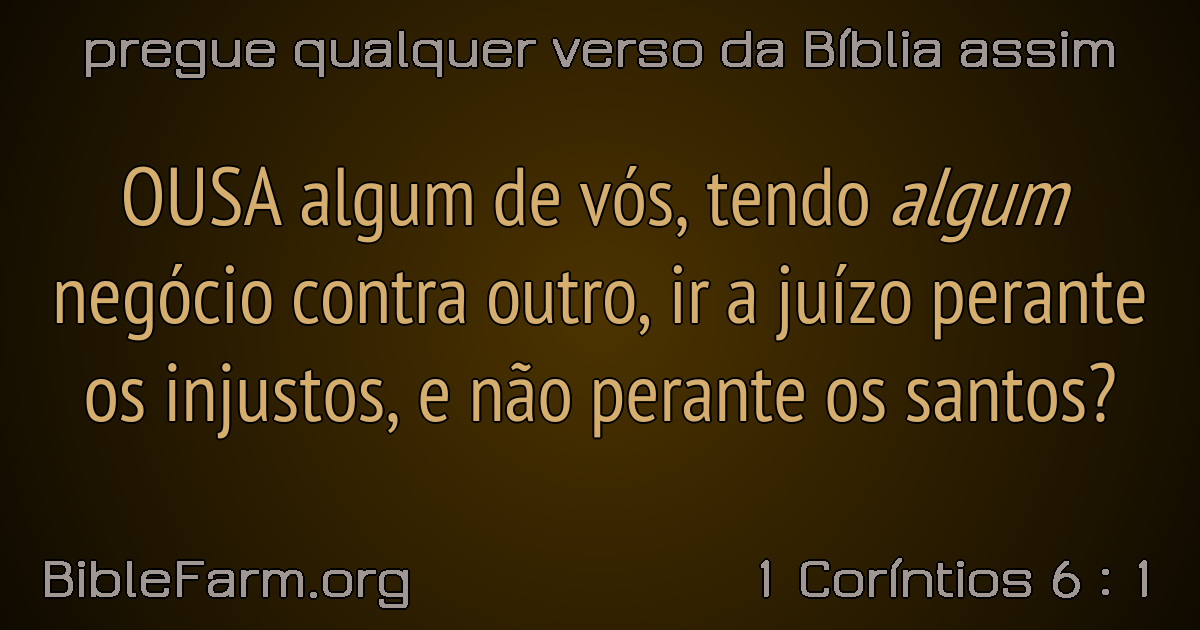 pregue qualquer verso da Bíblia assim
OUSA algum de vós, tendo algum
negócio contra outro, ir a juízo perante
os injustos, e não perante os santos?
BibleFarm.org
1 Coríntios 6 : 1